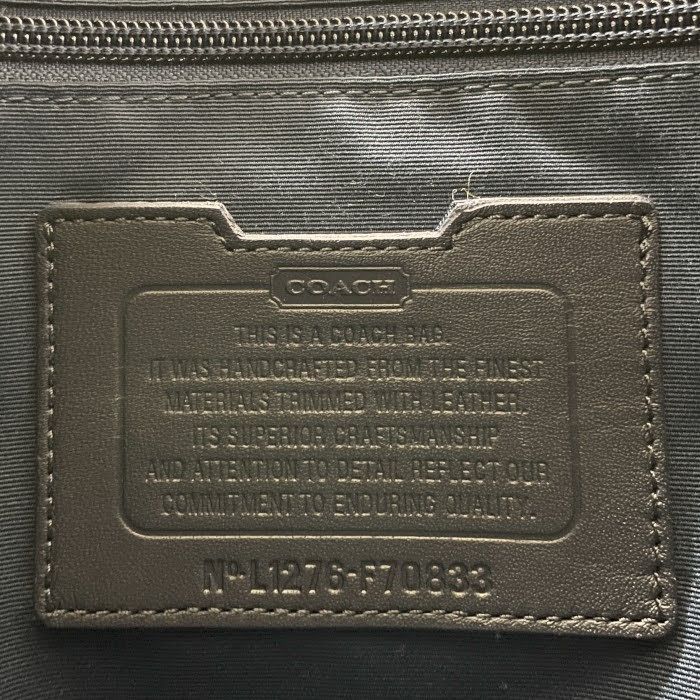 COACH
THIS IS A COACH BAG.
IT WAS HANDCRAFTED FROM THE FINEST
MATERIALS TRIMMED WITH LEATHER.
ITS SUPERIOR CRAFTSMANSHIP
AND ATTENTION TO DETAIL REFLECT OUR
COMMITMENT TO ENDURING QUALITY.
Nº L1276-F70833